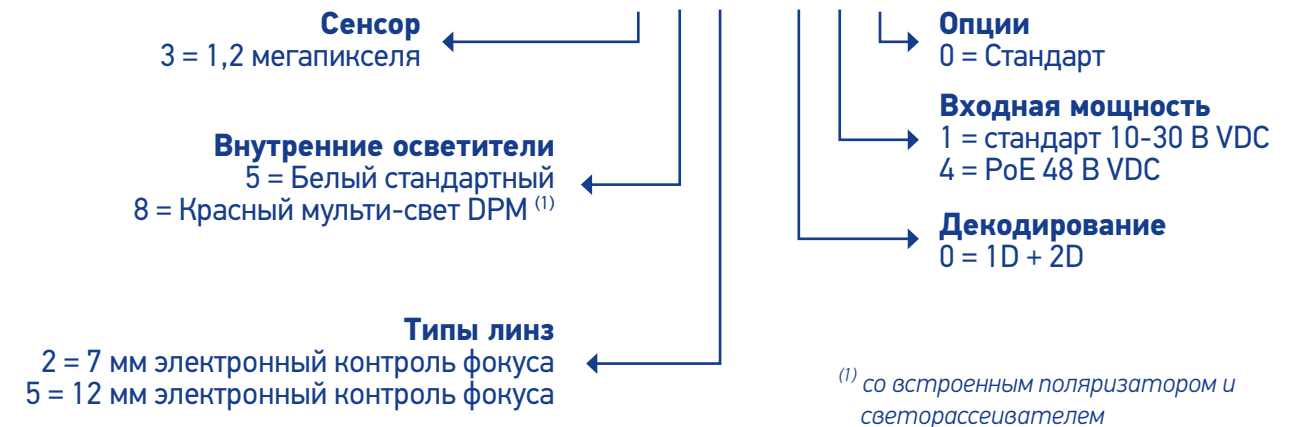 Сенсор
3 = 1,2 мегапикселя
Внутренние осветители
5 = Белый стандартный
8 = Красный мульти-свет DPM (1)
Типы линз
2 = 7 мм электронный контроль фокуса
5 = 12 мм электронный контроль фокуса
Опции
0 = Стандарт
Входная мощность
1 = стандарт 10-30 В VDC
4 = PoE 48 В VDC
Декодирование
0 = 1D + 2D
(1) со встроенным поляризатором и
светорассеивателем